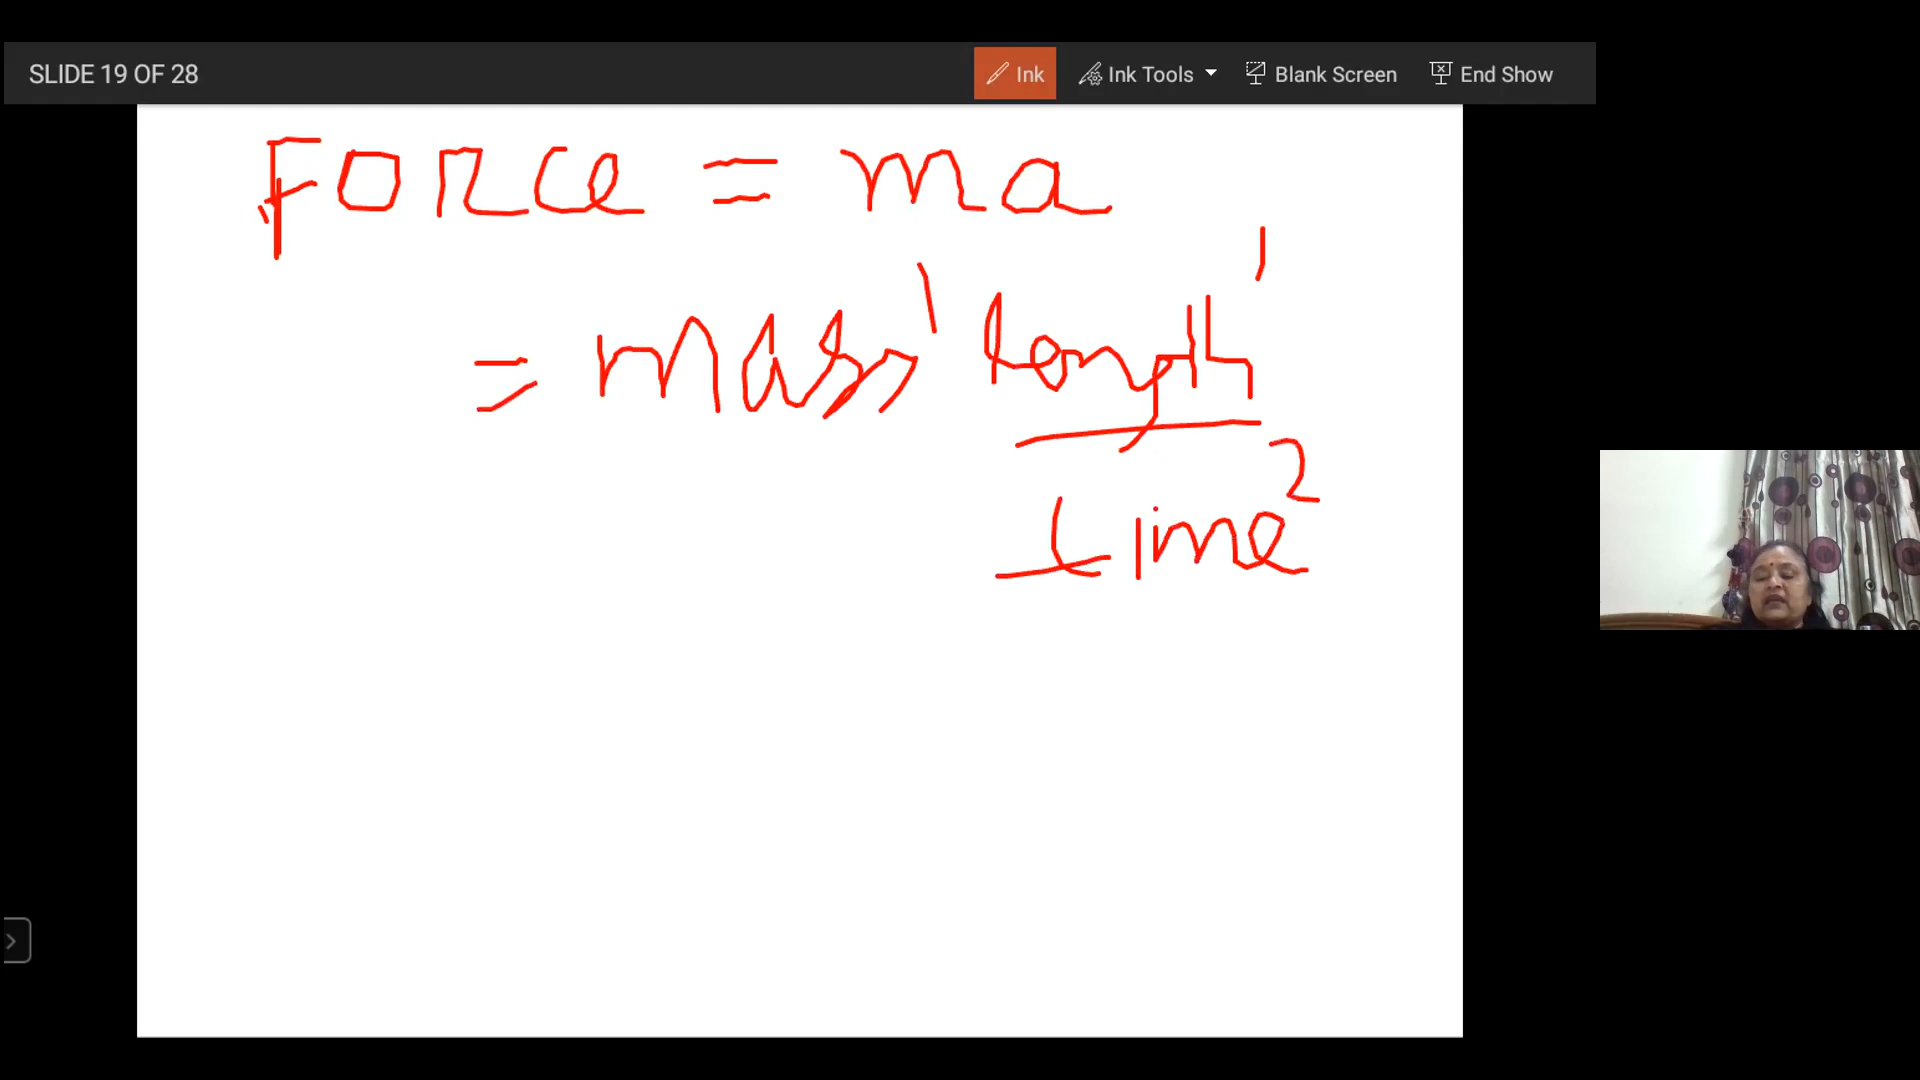 SLIDE 19 OF 28 Ink Ink Tools Blank Screen End Show
Force = ma
= mass¹ length¹
time²